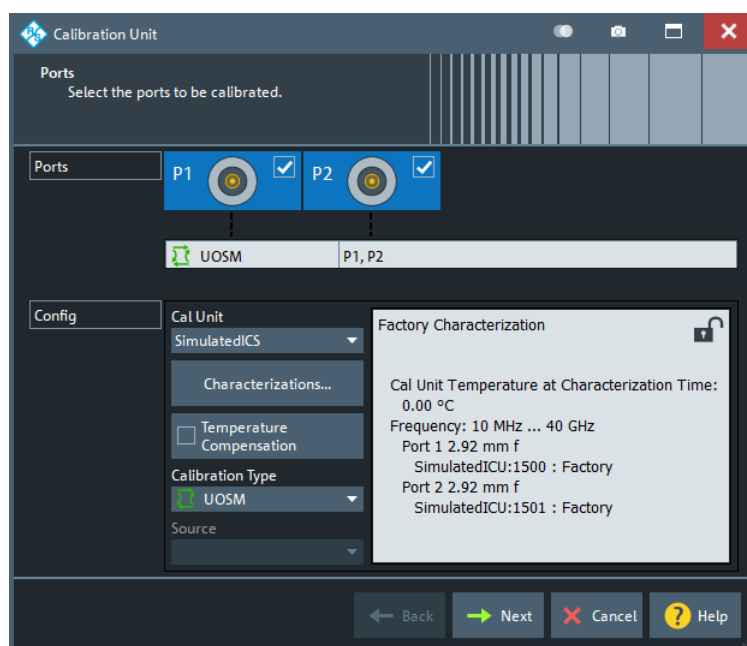 Calibration Unit
Ports
Select the ports to be calibrated.
Ports
P1
P2
UOSM
P1, P2
Config
Cal Unit
SimulatedICS
Characterizations...
Temperature
Compensation
Calibration Type
UOSM
Source
Factory Characterization
Cal Unit Temperature at Characterization Time:
0.00 °C
Frequency: 10 MHz ... 40 GHz
Port 1 2.92 mm f
SimulatedICU:1500 : Factory
Port 2 2.92 mm f
SimulatedICU:1501 : Factory
Back
Next
Cancel
? Help